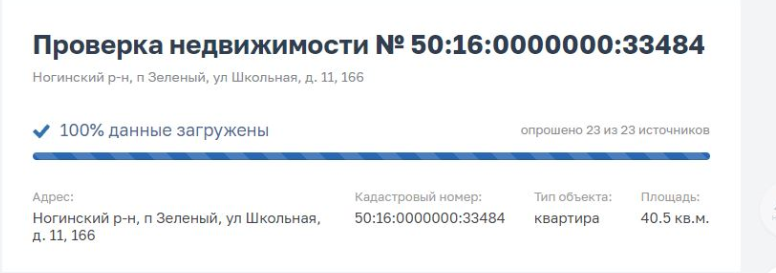 Проверка недвижимости № 50:16:0000000:33484
Ногинский р-н, п Зеленый, ул Школьная, д. 11, 166
100% данные загружены
опрошено 23 из 23 источников
Адрес:
Ногинский р-н, п Зеленый, ул Школьная,
д. 11, 166
Кадастровый номер:
50:16:0000000:33484
Тип объекта:
квартира
Площадь:
40.5 кв.м.